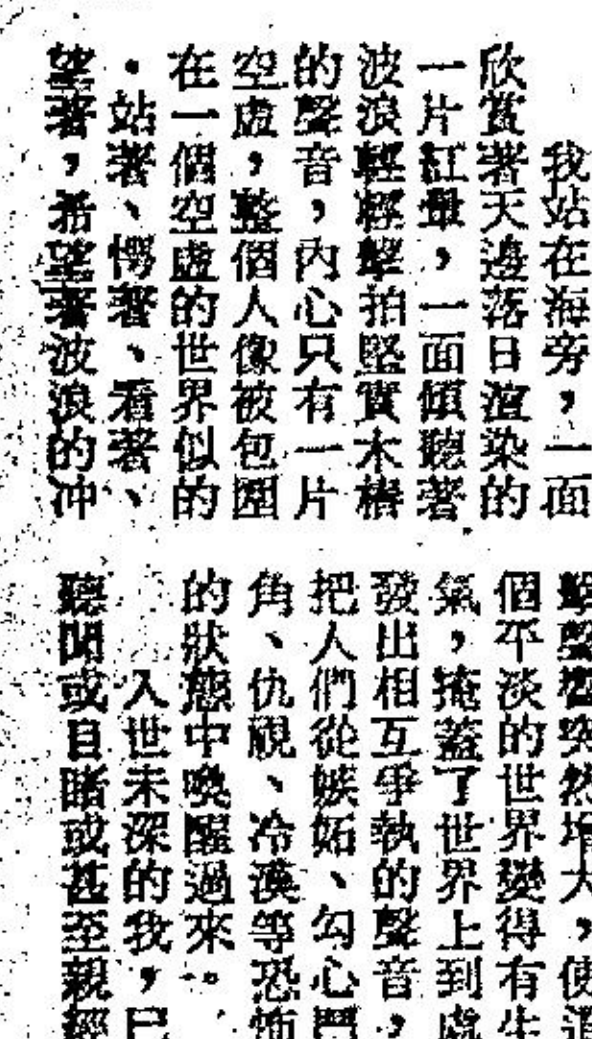 我站在海旁,一面
欣賞著天邊落日渲染的
一片紅暈,一面傾聽著
波浪輕輕擊拍堅實木樁
的聲音,內心只有一片
空虛,整個人像被包圍
在一個空虛的世界似的
。站著、愕著、看著、
望著,希望著波浪的冲
擊聲響突然增大,使這
個平淡的世界變得有生
氣,掩蓋了世界上到處
發出相互爭執的聲音,
把人們從嫉妬、勾心鬥
角、仇視、冷漠等恐怖
的狀態中喚醒過來。
入世未深的我,已
聽聞或目睹或甚至親經